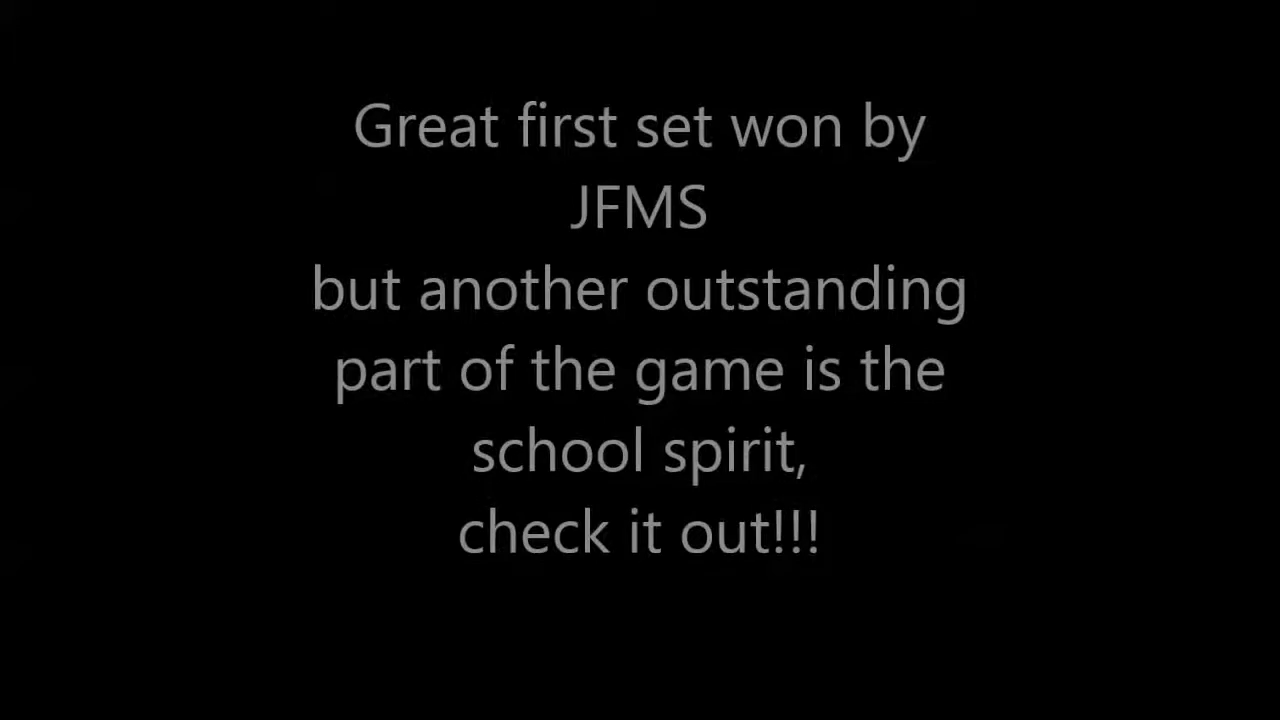 Great first set won by
JFMS
but another outstanding
part of the game is the
school spirit,
check it out!!!